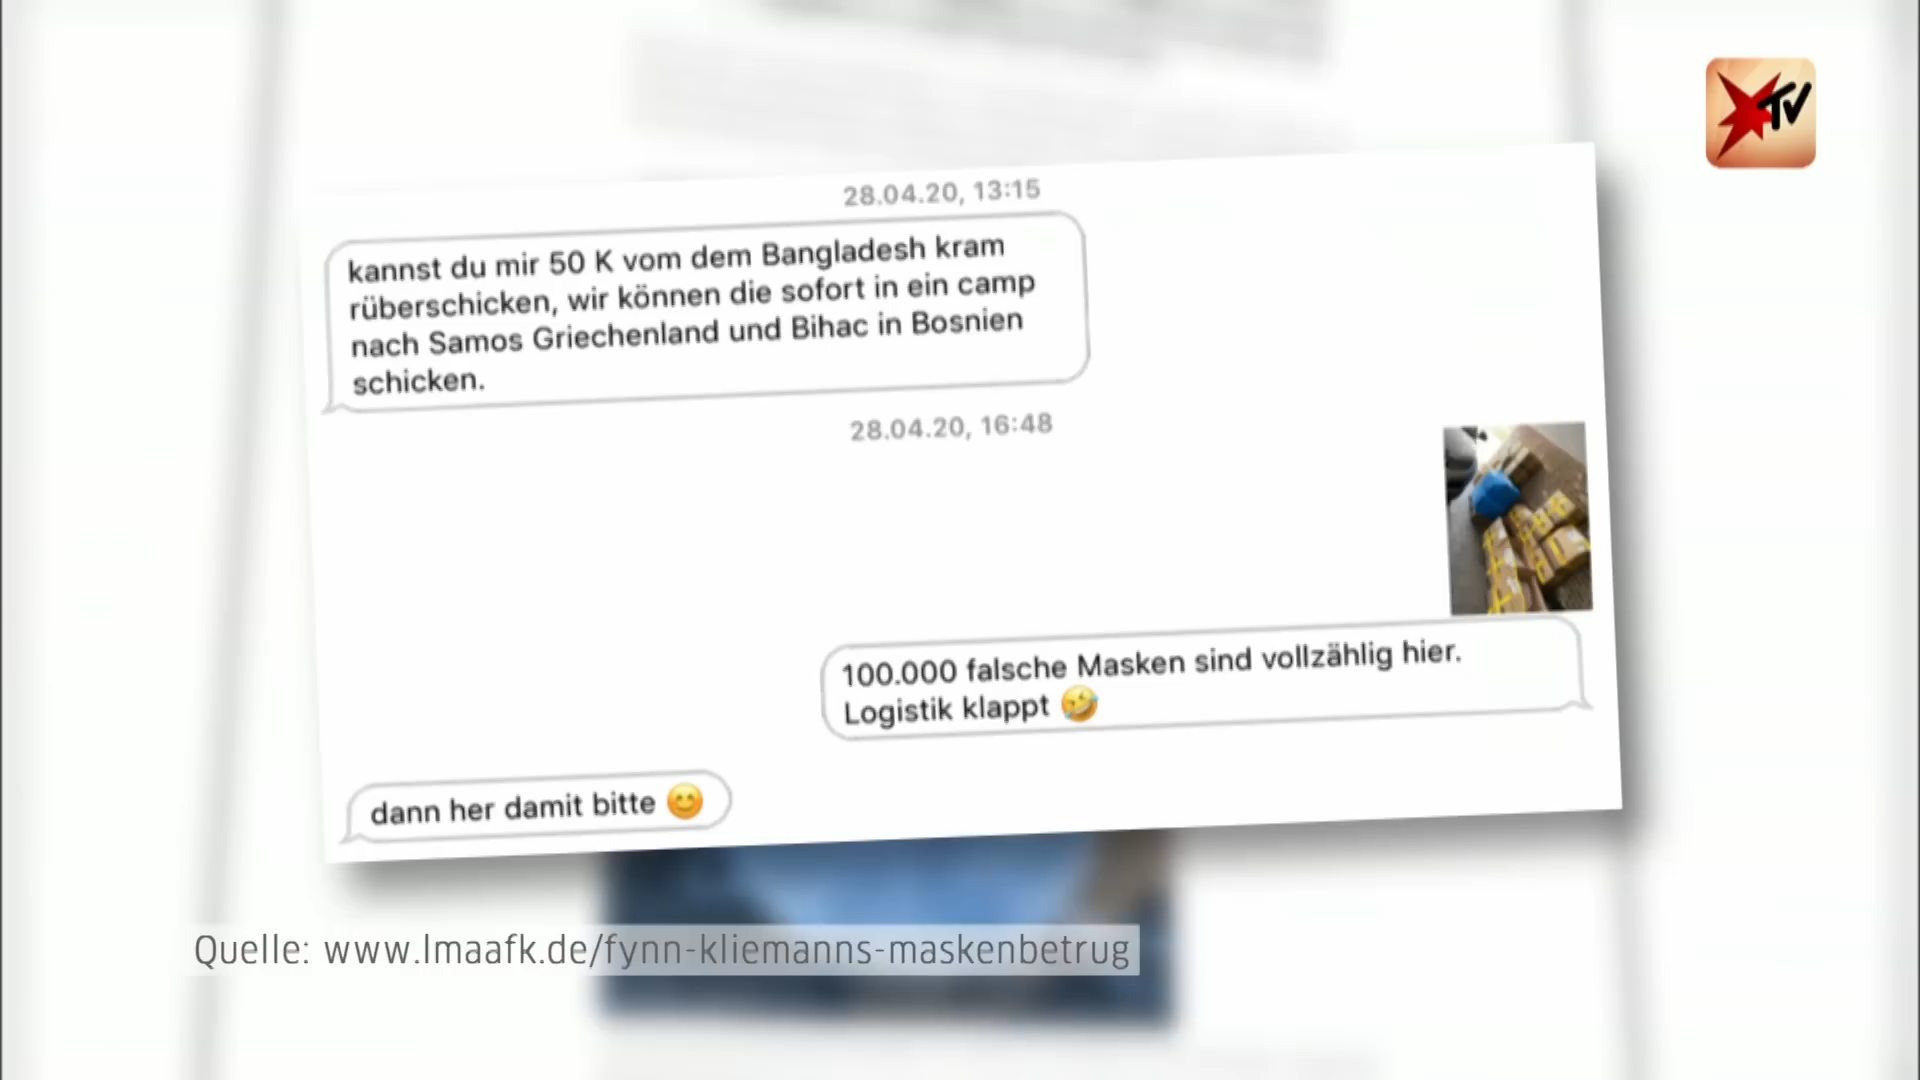 TV
28.04.20, 13:15
kannst du mir 50 K vom dem Bangladesh kram
rüberschicken, wir können die sofort in ein camp
nach Samos Griechenland und Bihac in Bosnien
schicken.
28.04.20, 16:48
100.000 falsche Masken sind vollzählig hier.
Logistik klappt 🤣
dann her damit bitte 😊
Quelle: www.lmaafk.de/fynn-kliemanns-maskenbetrug